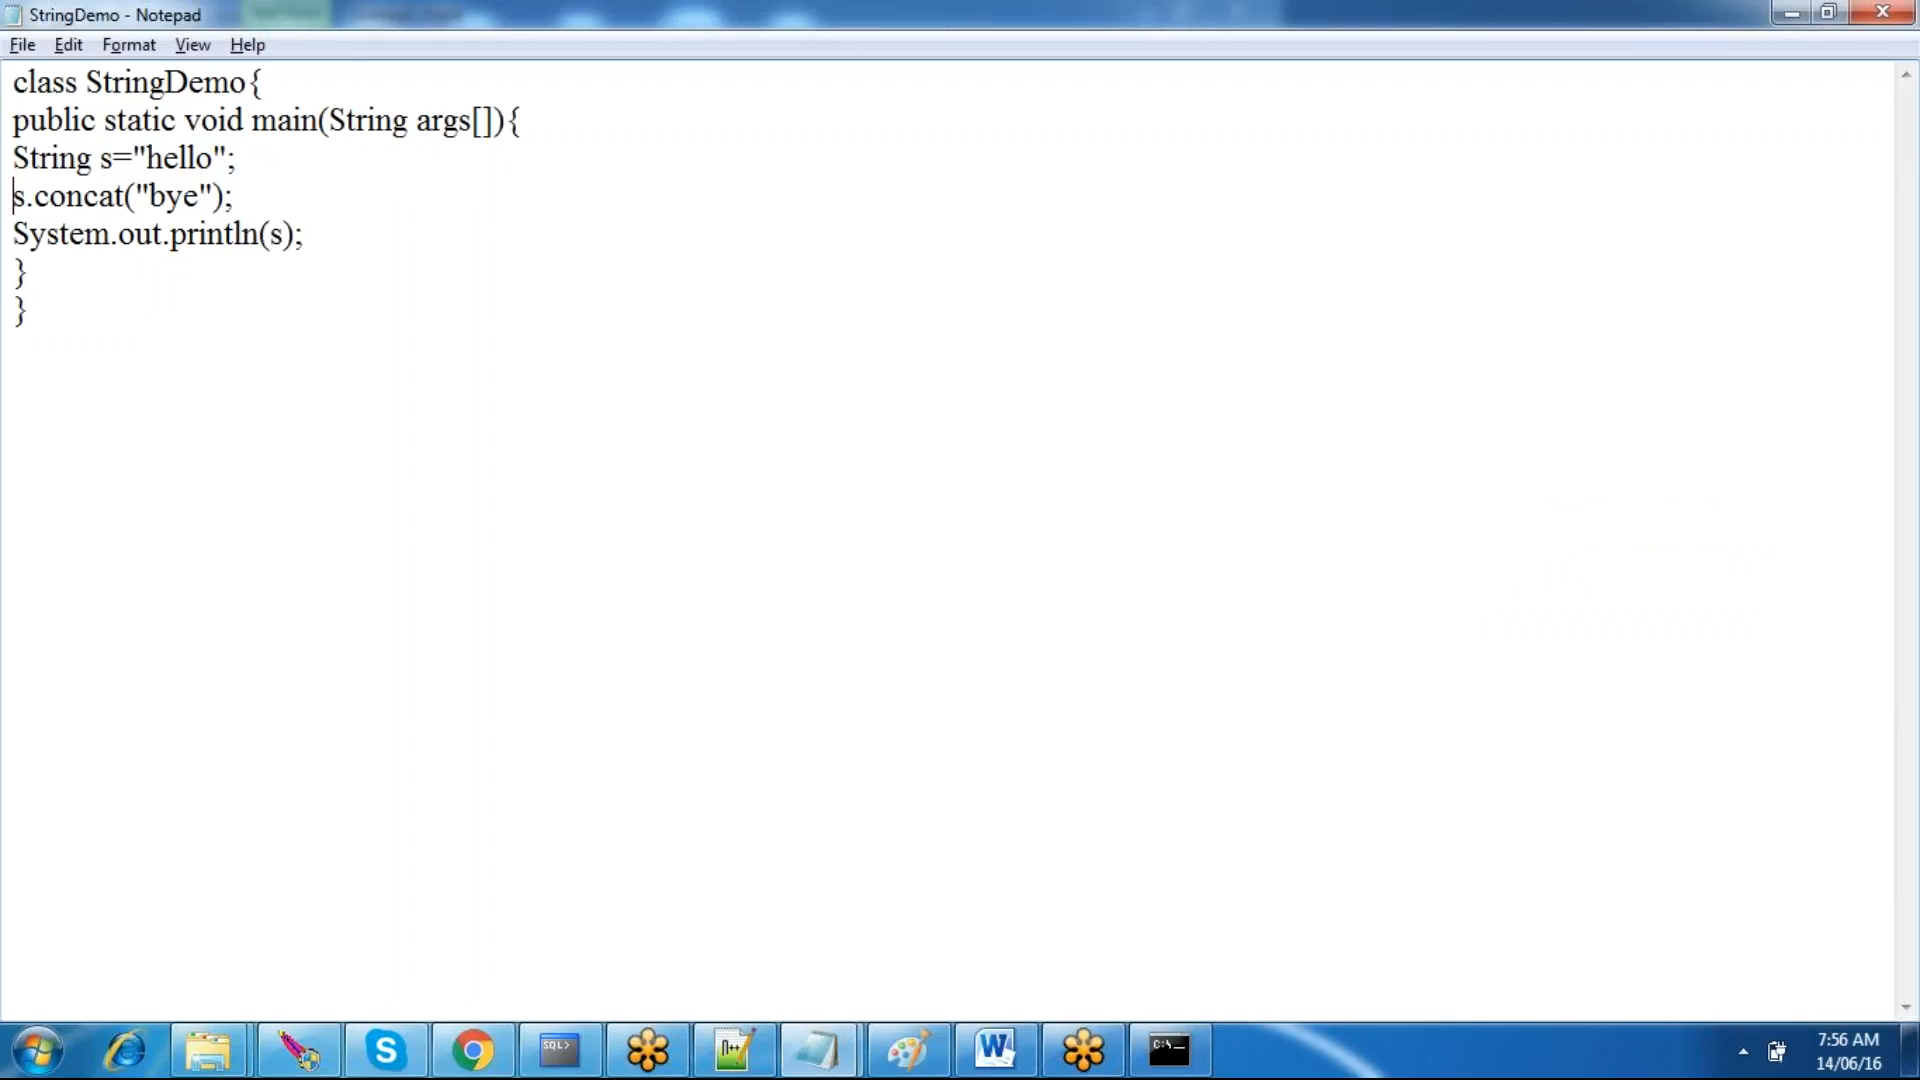 StringDemo - Notepad
File Edit Format View Help
class StringDemo{
public static void main(String args[]){
String s="hello";
s.concat("bye");
System.out.println(s);
}
}
SQL>
S
n++
W
C:\_
7:56 AM
14/06/16